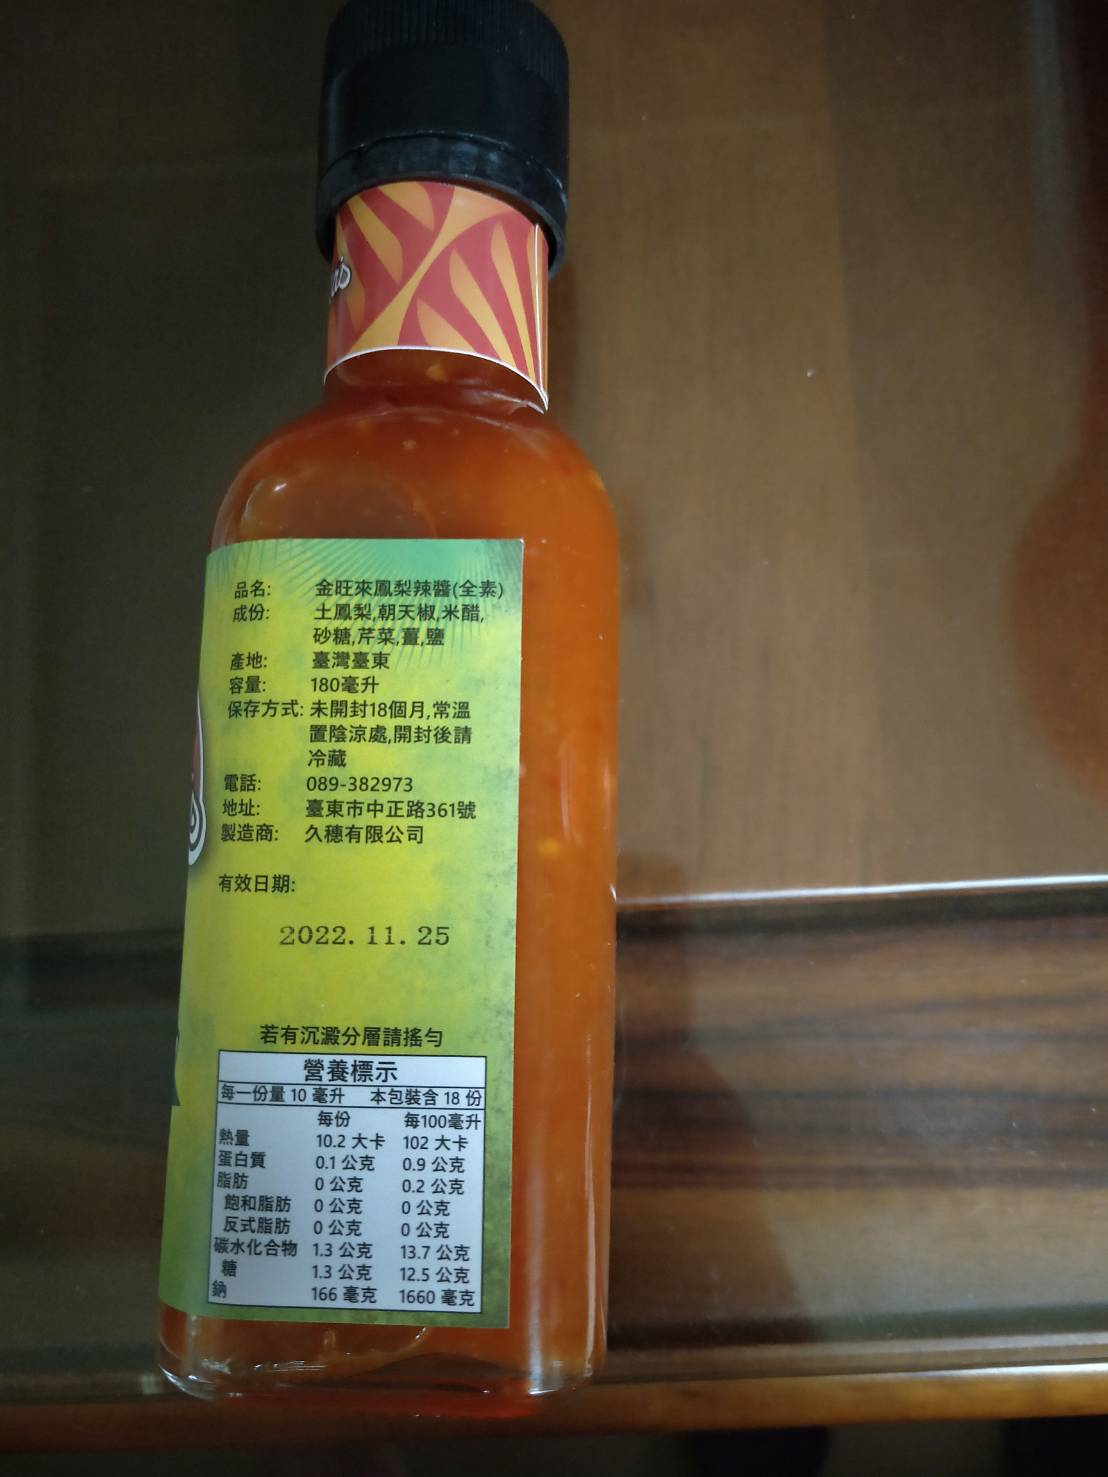 品名: 金旺來鳳梨辣醬(全素)
成份: 土鳳梨,朝天椒,米醋,
砂糖,芹菜,薑,鹽
產地: 臺灣臺東
容量: 180毫升
保存方式: 未開封18個月,常溫
置陰涼處,開封後請
冷藏
電話: 089-382973
地址: 臺東市中正路361號
製造商: 久穗有限公司
有效日期:
2022. 11. 25
若有沉澱分層請搖勻
營養標示
每一份量 10 毫升 本包裝含 18 份
每份 每100毫升
熱量 10.2 大卡 102 大卡
蛋白質 0.1 公克 0.9 公克
脂肪 0 公克 0.2 公克
飽和脂肪 0 公克 0 公克
反式脂肪 0 公克 0 公克
碳水化合物 1.3 公克 13.7 公克
糖 1.3 公克 12.5 公克
鈉 166 毫克 1660 毫克